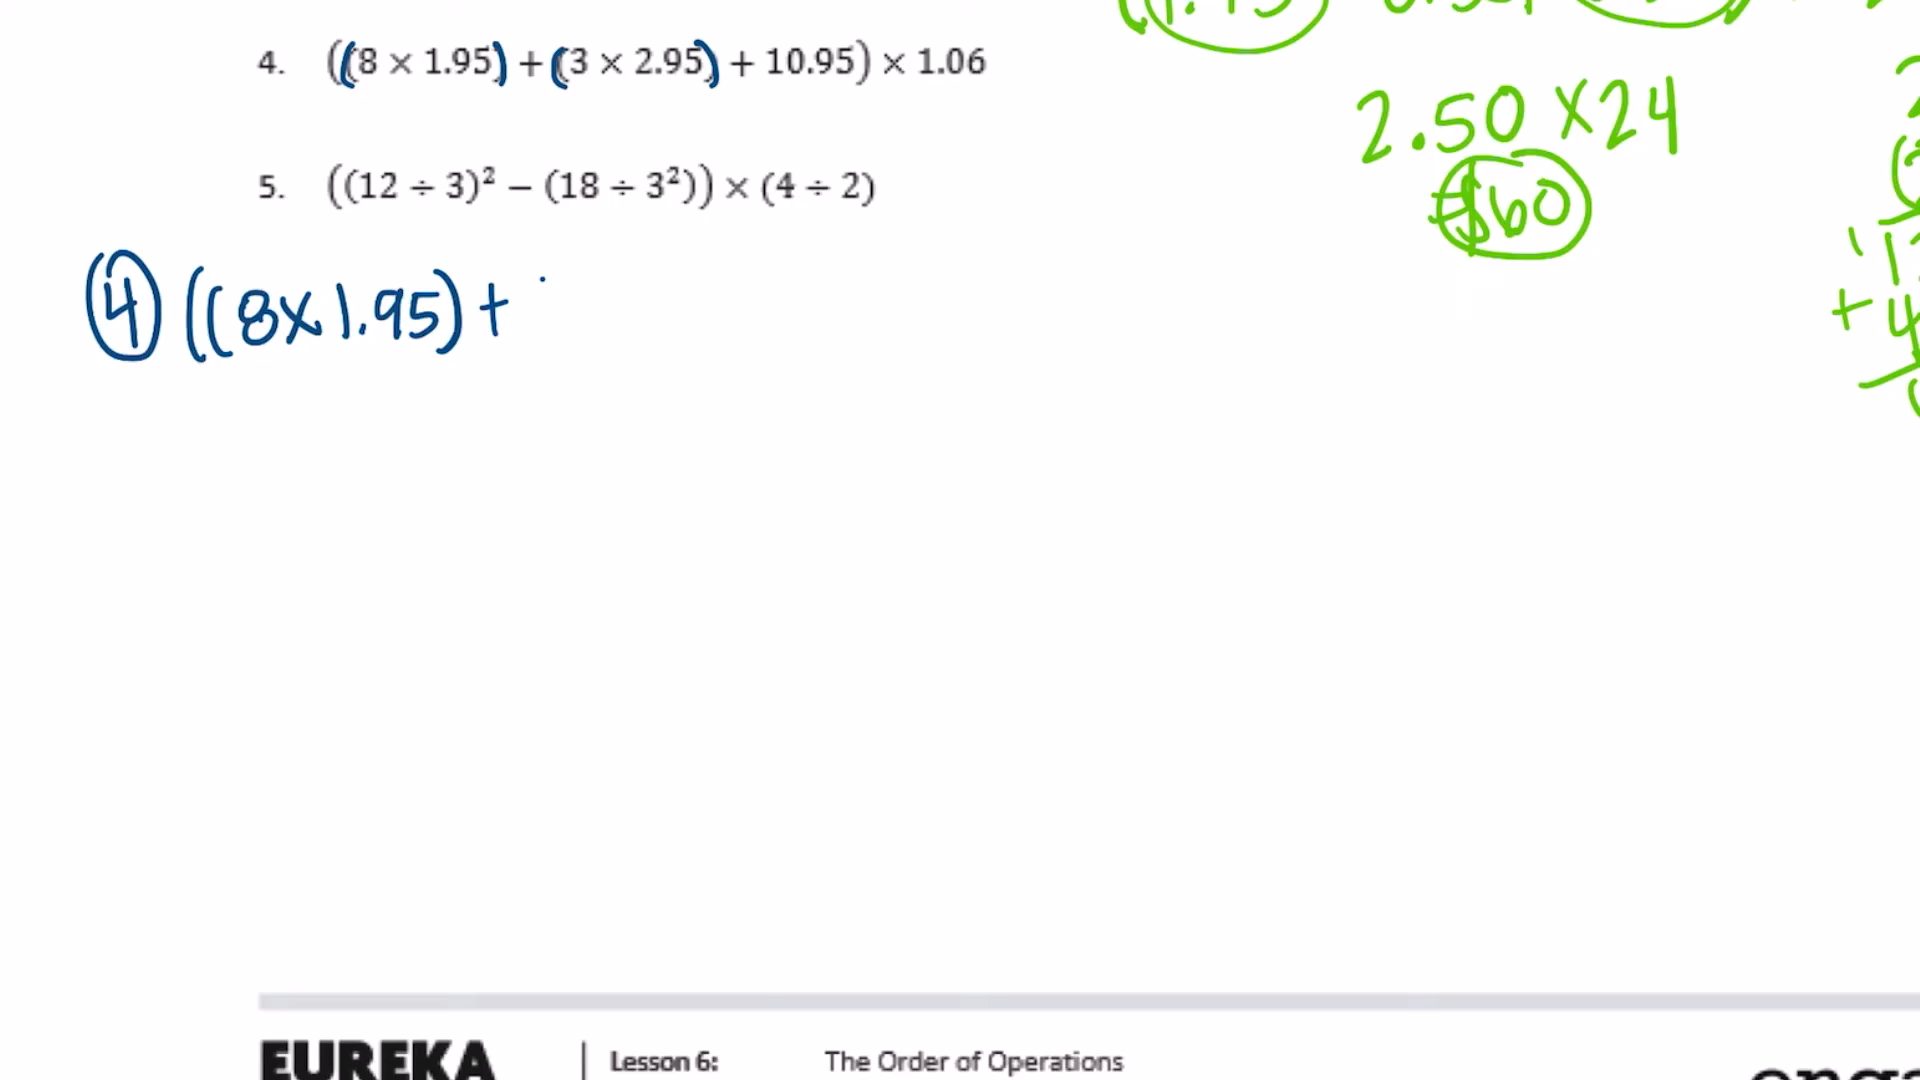 4. ((8 × 1.95) + (3 × 2.95) + 10.95) × 1.06
2.50 × 24
$60
5. ((12 ÷ 3)² − (18 ÷ 3²)) × (4 ÷ 2)
④ ((8×1.95) +
EUREKA
Lesson 6:
The Order of Operations